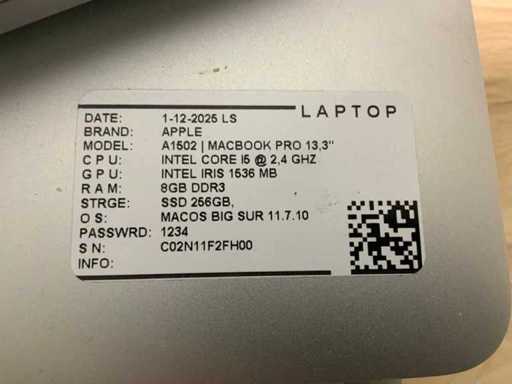 LAPTOP
DATE: 1-12-2025 LS
BRAND: APPLE
MODEL: A1502 | MACBOOK PRO 13,3"
CPU: INTEL CORE I5 @ 2,4 GHZ
GPU: INTEL IRIS 1536 MB
RAM: 8GB DDR3
STRGE: SSD 256GB,
OS: MACOS BIG SUR 11.7.10
PASSWRD: 1234
SN: C02N11F2FH00
INFO: